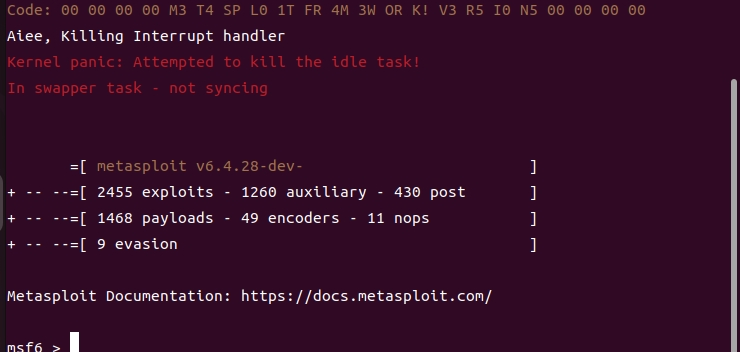 Code: 00 00 00 00 M3 T4 SP L0 1T FR 4M 3W OR K! V3 R5 I0 N5 00 00 00 00
Aiee, Killing Interrupt handler
Kernel panic: Attempted to kill the idle task!
In swapper task - not syncing
=[ metasploit v6.4.28-dev- ]
+ -- --=[ 2455 exploits - 1260 auxiliary - 430 post ]
+ -- --=[ 1468 payloads - 49 encoders - 11 nops ]
+ -- --=[ 9 evasion ]
Metasploit Documentation: https://docs.metasploit.com/
msf6 >